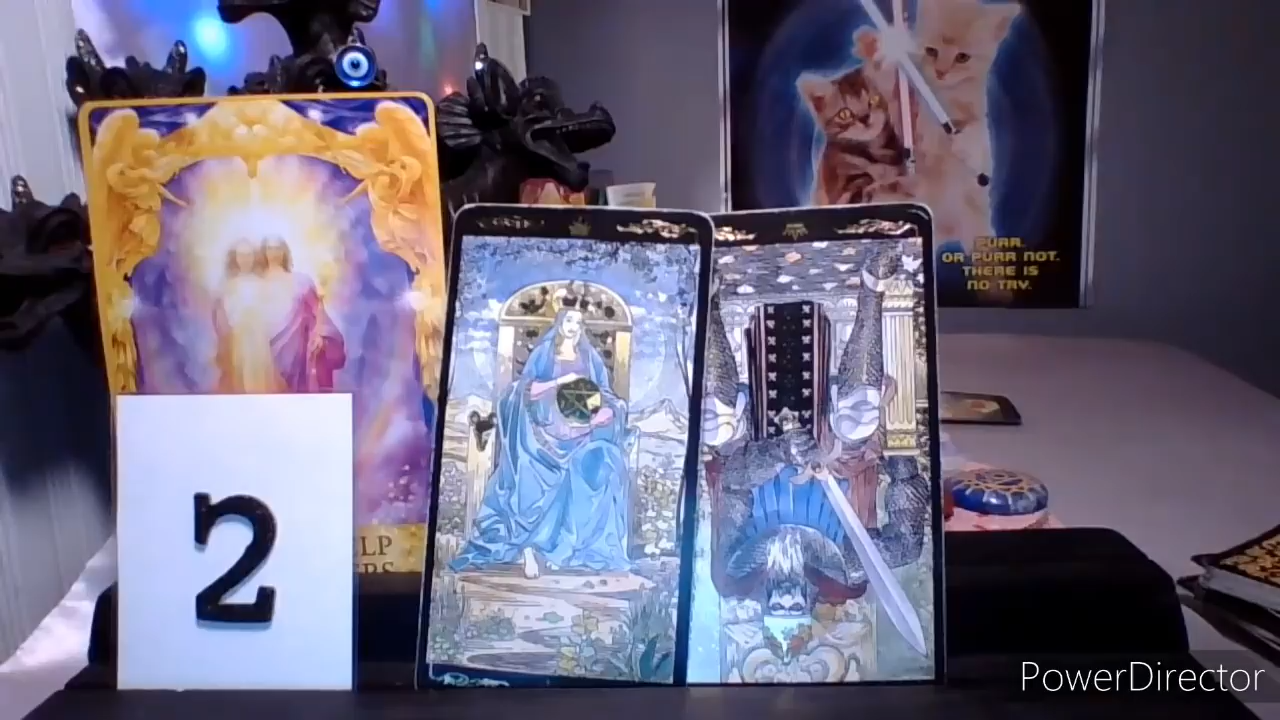 PURR.
OR PURR NOT.
THERE IS
NO TRY.
2
PowerDirector